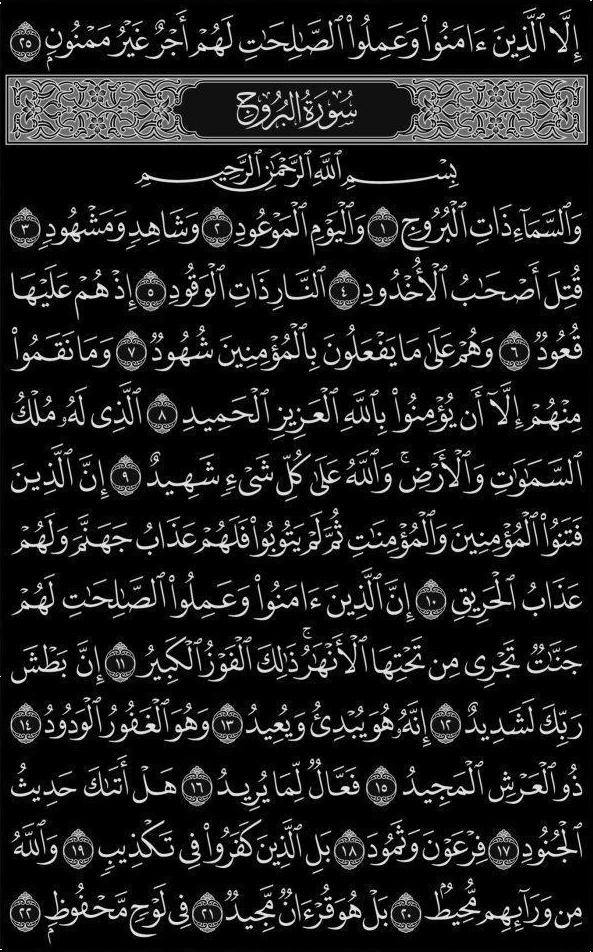 إِلَّا ٱلَّذِينَ ءَامَنُوا۟ وَعَمِلُوا۟ ٱلصَّـٰلِحَـٰتِ لَهُمْ أَجْرٌ غَيْرُ مَمْنُونٍۭ ٢٥
سُورَةُ الْبُرُوجِ
بِسْمِ ٱللَّهِ ٱلرَّحْمَـٰنِ ٱلرَّحِيمِ
وَٱلسَّمَآءِ ذَاتِ ٱلْبُرُوجِ ١ وَٱلْيَوْمِ ٱلْمَوْعُودِ ٢ وَشَاهِدٍ وَمَشْهُودٍ ٣
قُتِلَ أَصْحَـٰبُ ٱلْأُخْدُودِ ٤ ٱلنَّارِ ذَاتِ ٱلْوَقُودِ ٥ إِذْ هُمْ عَلَيْهَا
قُعُودٌ ٦ وَهُمْ عَلَىٰ مَا يَفْعَلُونَ بِٱلْمُؤْمِنِينَ شُهُودٌ ٧ وَمَا نَقَمُوا۟
مِنْهُمْ إِلَّآ أَن يُؤْمِنُوا۟ بِٱللَّهِ ٱلْعَزِيزِ ٱلْحَمِيدِ ٨ ٱلَّذِى لَهُۥ مُلْكُ
ٱلسَّمَـٰوَٰتِ وَٱلْأَرْضِ ۚ وَٱللَّهُ عَلَىٰ كُلِّ شَىْءٍ شَهِيدٌ ٩ إِنَّ ٱلَّذِينَ
فَتَنُوا۟ ٱلْمُؤْمِنِينَ وَٱلْمُؤْمِنَـٰتِ ثُمَّ لَمْ يَتُوبُوا۟ فَلَهُمْ عَذَابُ جَهَنَّمَ وَلَهُمْ
عَذَابُ ٱلْحَرِيقِ ١٠ إِنَّ ٱلَّذِينَ ءَامَنُوا۟ وَعَمِلُوا۟ ٱلصَّـٰلِحَـٰتِ لَهُمْ
جَنَّـٰتٌ تَجْرِى مِن تَحْتِهَا ٱلْأَنْهَـٰرُ ۚ ذَٰلِكَ ٱلْفَوْزُ ٱلْكَبِيرُ ١١ إِنَّ بَطْشَ
رَبِّكَ لَشَدِيدٌ ١٢ إِنَّهُۥ هُوَ يُبْدِئُ وَيُعِيدُ ١٣ وَهُوَ ٱلْغَفُورُ ٱلْوَدُودُ ١٤
ذُو ٱلْعَرْشِ ٱلْمَجِيدُ ١٥ فَعَّالٌ لِّمَا يُرِيدُ ١٦ هَلْ أَتَىٰكَ حَدِيثُ
ٱلْجُنُودِ ١٧ فِرْعَوْنَ وَثَمُودَ ١٨ بَلِ ٱلَّذِينَ كَفَرُوا۟ فِى تَكْذِيبٍ ١٩ وَٱللَّهُ
مِن وَرَآئِهِم مُّحِيطٌۢ ٢٠ بَلْ هُوَ قُرْءَانٌ مَّجِيدٌ ٢١ فِى لَوْحٍ مَّحْفُوظٍۭ ٢٢